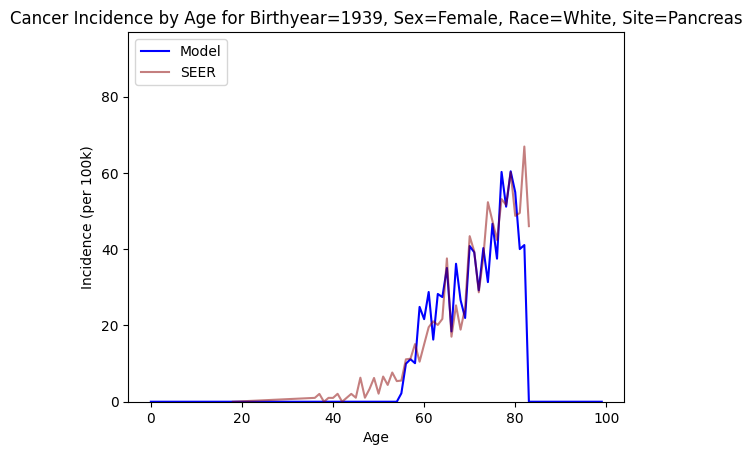 Cancer Incidence by Age for Birthyear=1939, Sex=Female, Race=White, Site=Pancreas
Model
SEER
80
60
40
20
0
Incidence (per 100k)
0 20 40 60 80 100
Age